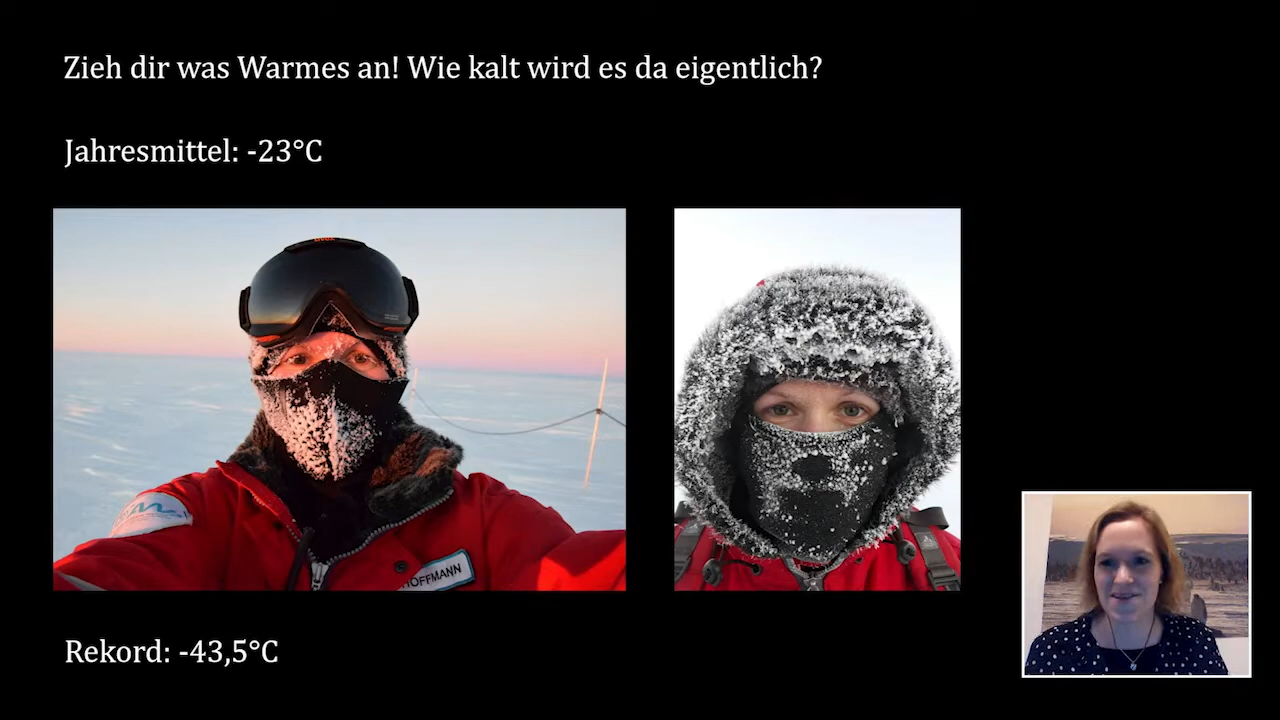 Zieh dir was Warmes an! Wie kalt wird es da eigentlich?
Jahresmittel: -23°C
HOFFMANN
Rekord: -43,5°C